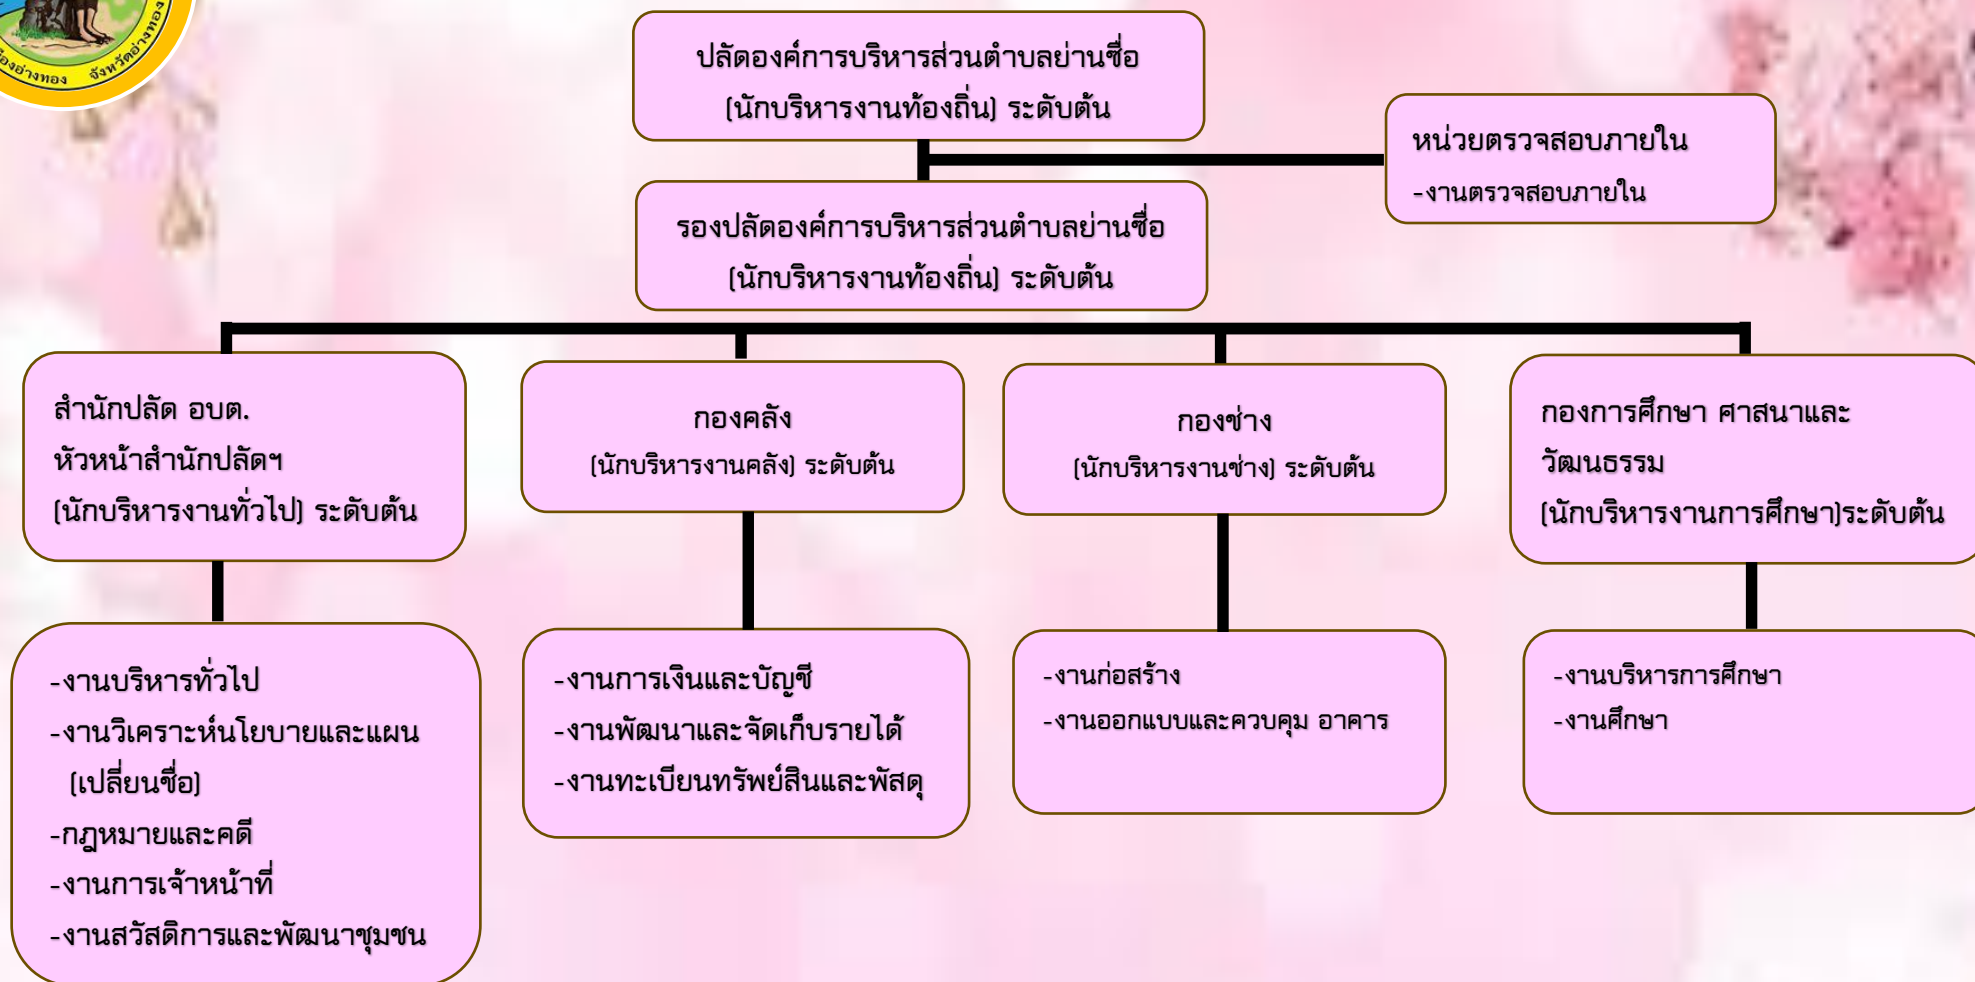 ืองอ่างทอง จังหวัดอ่างทอง
ปลัดองค์การบริหารส่วนตำบลย่านซื่อ
(นักบริหารงานท้องถิ่น) ระดับต้น
หน่วยตรวจสอบภายใน
-งานตรวจสอบภายใน
รองปลัดองค์การบริหารส่วนตำบลย่านซื่อ
(นักบริหารงานท้องถิ่น) ระดับต้น
สำนักปลัด อบต.
หัวหน้าสำนักปลัดฯ
(นักบริหารงานทั่วไป) ระดับต้น
กองคลัง
(นักบริหารงานคลัง) ระดับต้น
กองช่าง
(นักบริหารงานช่าง) ระดับต้น
กองการศึกษา ศาสนาและ
วัฒนธรรม
(นักบริหารงานการศึกษา)ระดับต้น
-งานบริหารทั่วไป
-งานวิเคราะห์นโยบายและแผน
(เปลี่ยนชื่อ)
-กฎหมายและคดี
-งานการเจ้าหน้าที่
-งานสวัสดิการและพัฒนาชุมชน
-งานการเงินและบัญชี
-งานพัฒนาและจัดเก็บรายได้
-งานทะเบียนทรัพย์สินและพัสดุ
-งานก่อสร้าง
-งานออกแบบและควบคุม อาคาร
-งานบริหารการศึกษา
-งานศึกษา